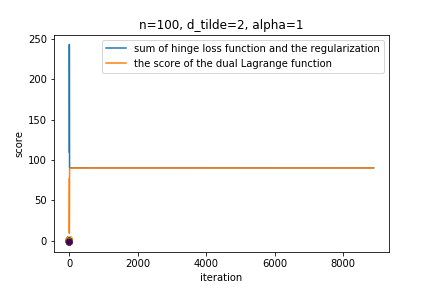 n=100, d_tilde=2, alpha=1
sum of hinge loss function and the regularization
the score of the dual Lagrange function
250
200
150
100
50
0
score
0
2000
4000
6000
8000
iteration